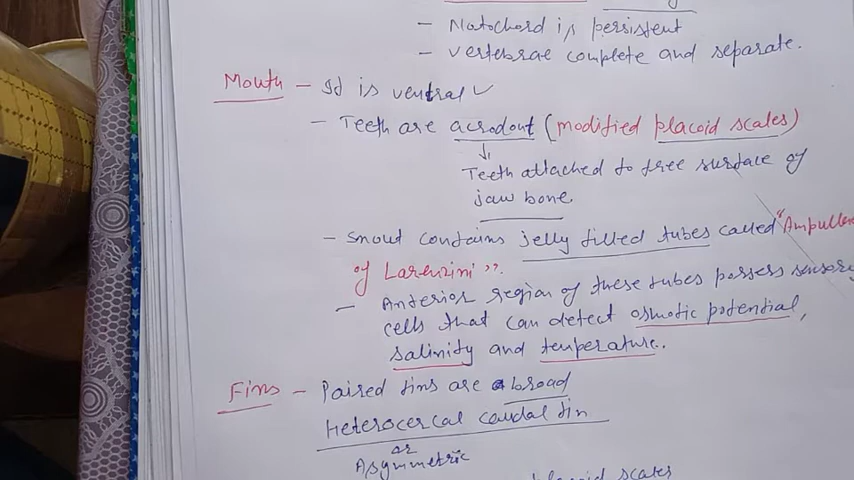 - Notochord is persistent
- vertebrae complete and separate.
Mouth - It is ventral ✓
- Teeth are acrodont (modified placoid scales)
↓
Teeth attached to free surface of
jaw bone.
- Snout contains jelly filled tubes called "Ampullae
of Lorenzini".
- Anterior region of these tubes possess sensory
cells that can detect osmotic potential,
salinity and temperature.
Fins - Paired fins are broad
Heterocercal caudal fin
or
Asymmetric
placoid scales